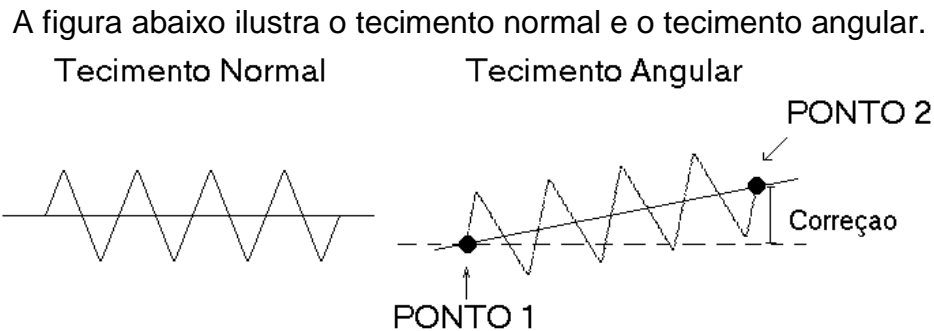 A figura abaixo ilustra o tecimento normal e o tecimento angular.
Tecimento Normal
Tecimento Angular
PONTO 2
Correçao
PONTO 1